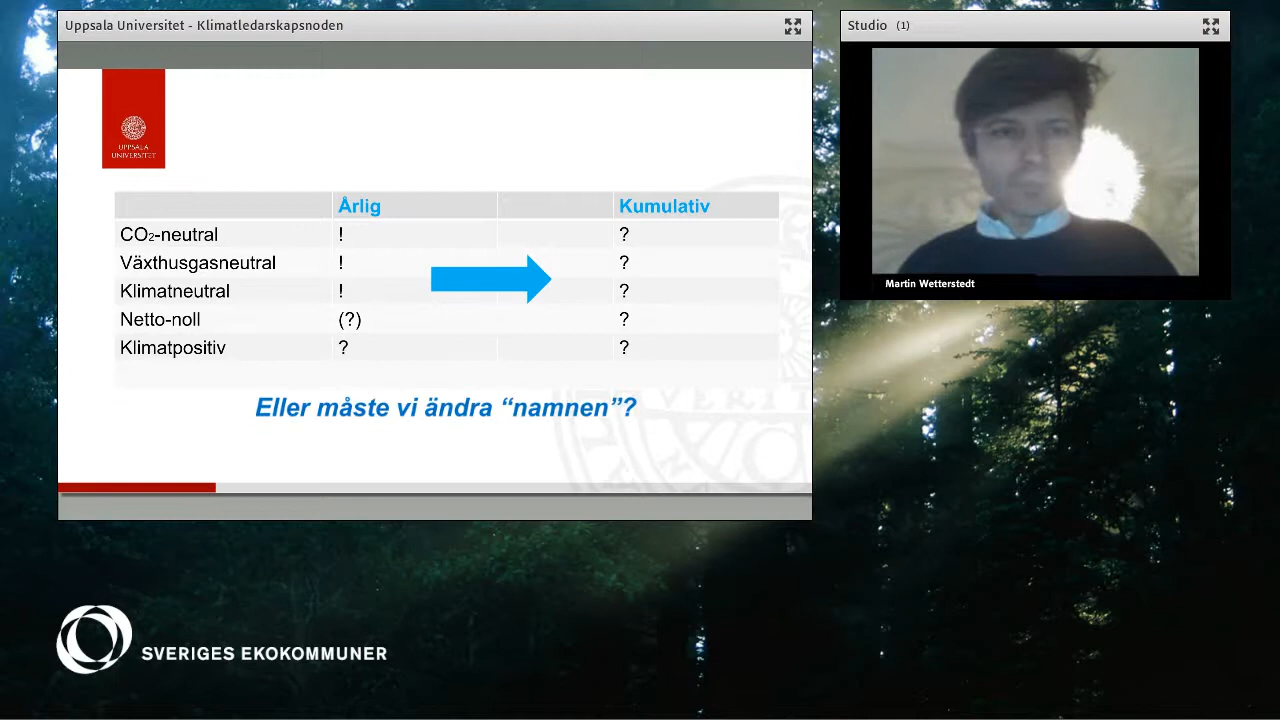 Uppsala Universitet - Klimatledarskapsnoden
Studio (1)
UPPSALA
UNIVERSITET
Årlig Kumulativ
CO₂-neutral ! ?
Växthusgasneutral ! ?
Klimatneutral ! ?
Netto-noll (?) ?
Klimatpositiv ? ?
Eller måste vi ändra “namnen”?
Martin Wetterstedt
SVERIGES EKOKOMMUNER